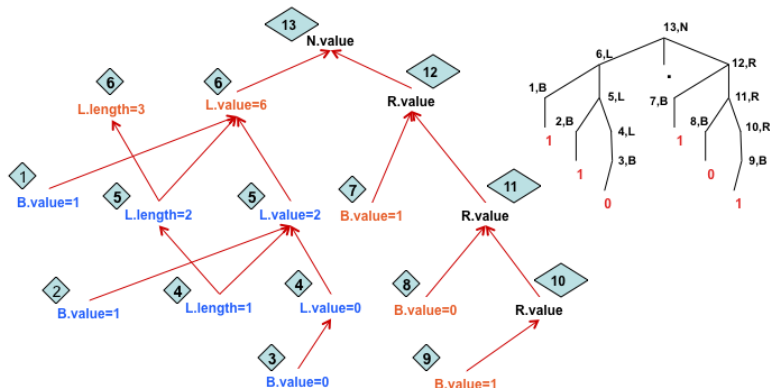 13
N.value
13,N
6
6
12
6,L
12,R
L.length=3
L.value=6
R.value
1,B
5,L
7,B
11,R
2,B
4,L
8,B
10,R
1
3,B
1
9,B
1
0
0
1
1
5
5
7
11
B.value=1
L.length=2
L.value=2
B.value=1
R.value
2
4
4
8
10
B.value=1
L.length=1
L.value=0
B.value=0
R.value
3
9
B.value=0
B.value=1